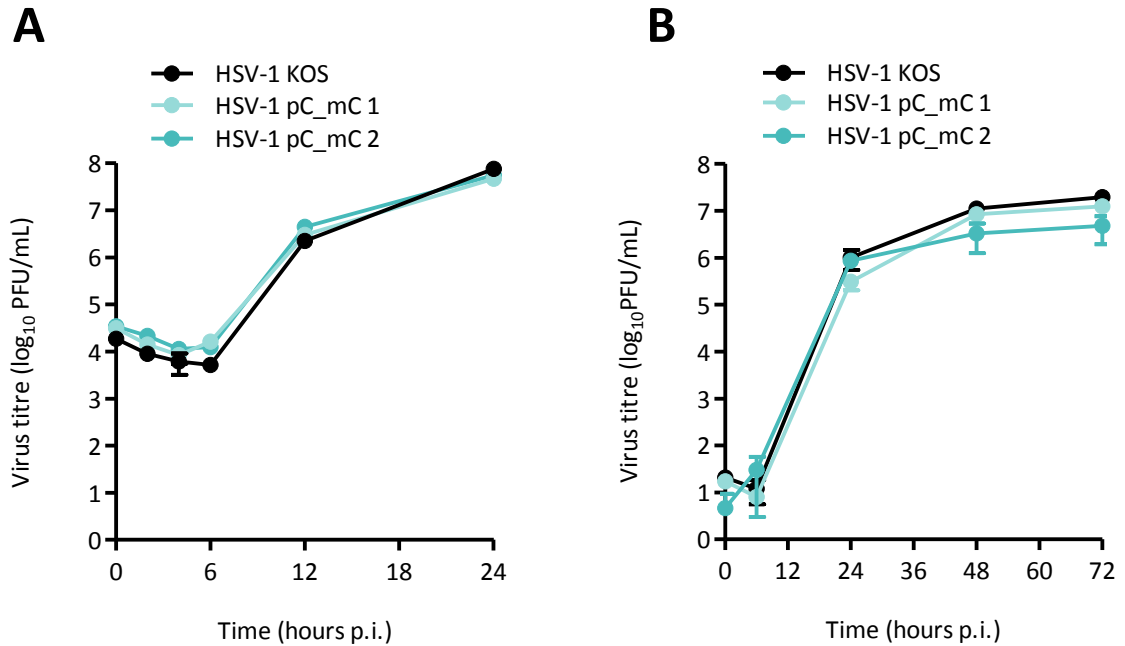 A
HSV-1 KOS
HSV-1 pC_mC 1
HSV-1 pC_mC 2
8
7
6
5
4
3
2
1
0
Virus titre (log10 PFU/mL)
0 6 12 18 24
Time (hours p.i.)
B
HSV-1 KOS
HSV-1 pC_mC 1
HSV-1 pC_mC 2
8
7
6
5
4
3
2
1
0
Virus titre (log10 PFU/mL)
0 12 24 36 48 60 72
Time (hours p.i.)